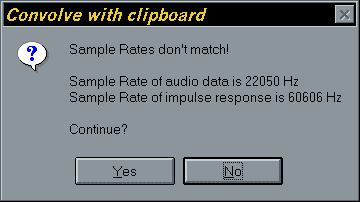 Convolve with clipboard
Sample Rates don't match!
Sample Rate of audio data is 22050 Hz
Sample Rate of impulse response is 60606 Hz
Continue?
Yes
No